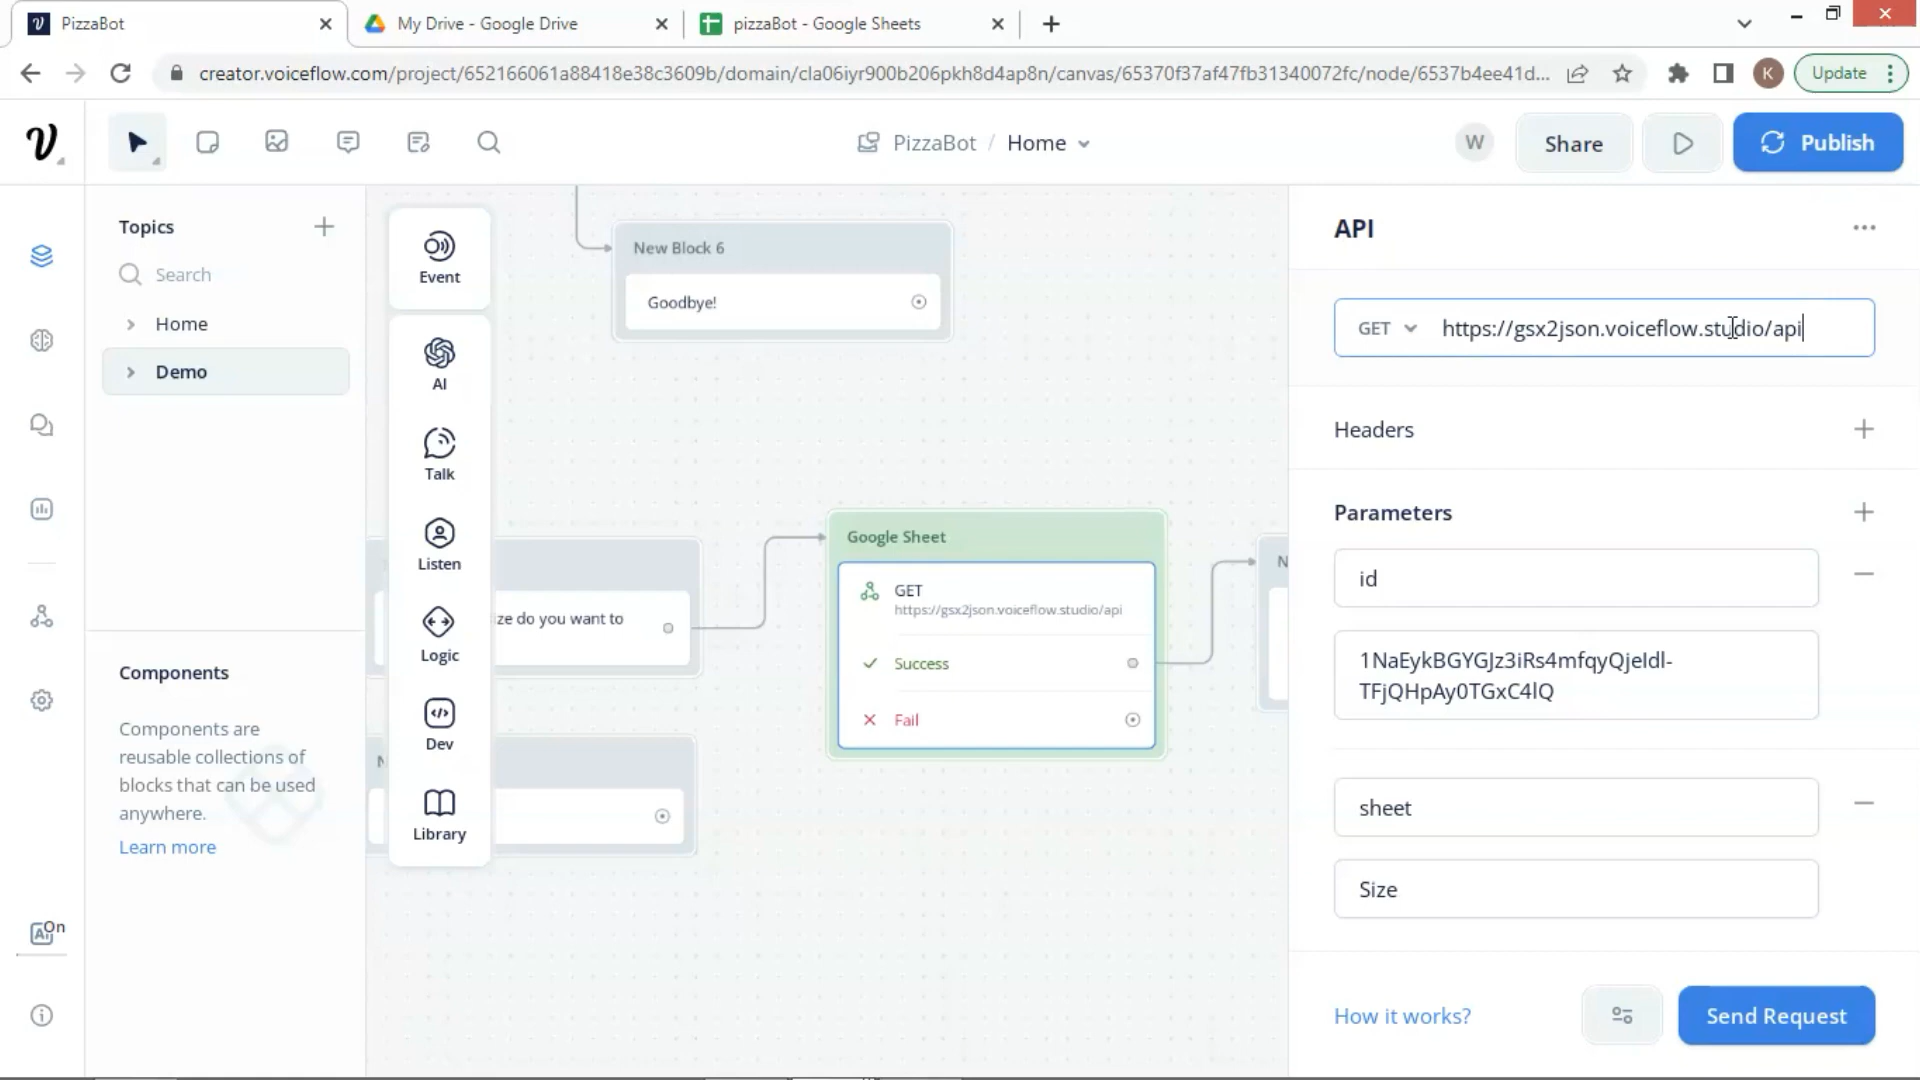 PizzaBot
My Drive - Google Drive
pizzaBot - Google Sheets
creator.voiceflow.com/project/652166061a88418e38c3609b/domain/cla06iyr900b206pkh8d4ap8n/canvas/65370f37af47fb31340072fc/node/6537b4ee41d...
K
Update
PizzaBot / Home
W
Share
Publish
Topics
Search
Home
Demo
Components
Components are
reusable collections of
blocks that can be used
anywhere.
Learn more
On
Event
AI
Talk
Listen
Logic
Dev
Library
New Block 6
Goodbye!
ze do you want to
N
Google Sheet
GET
https://gsx2json.voiceflow.studio/api
Success
Fail
N
API
GET https://gsx2json.voiceflow.studio/api
Headers
Parameters
id
1NaEykBGYGJz3iRs4mfqyQjeIdl-
TFjQHpAy0TGxC4lQ
sheet
Size
How it works?
Send Request